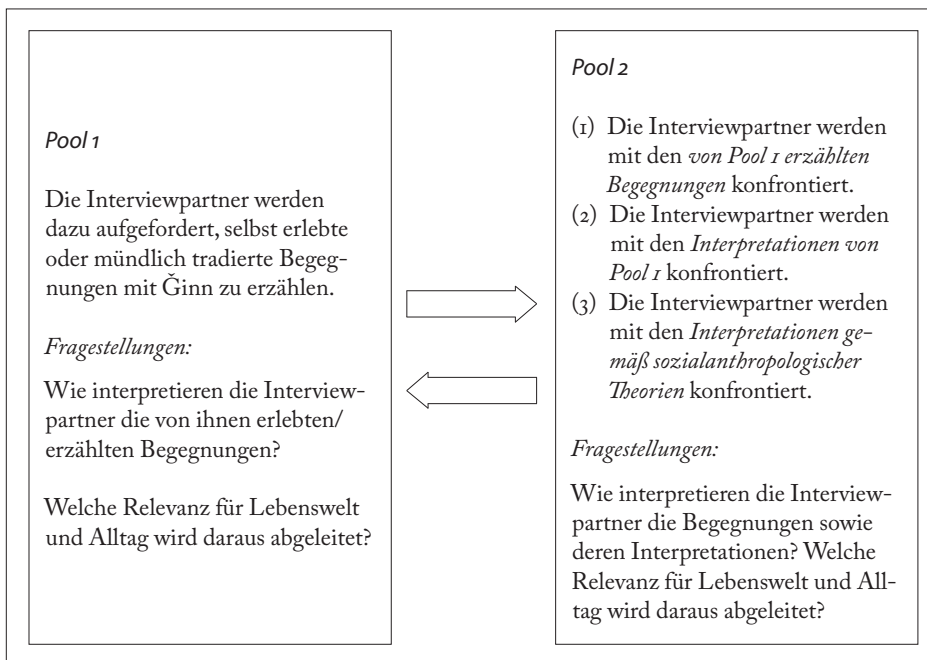 Pool 1
Die Interviewpartner werden
dazu aufgefordert, selbst erlebte
oder mündlich tradierte Begeg-
nungen mit Ǧinn zu erzählen.
Fragestellungen:
Wie interpretieren die Interview-
partner die von ihnen erlebten/
erzählten Begegnungen?
Welche Relevanz für Lebenswelt
und Alltag wird daraus abgeleitet?
Pool 2
(1) Die Interviewpartner werden
mit den von Pool 1 erzählten
Begegnungen konfrontiert.
(2) Die Interviewpartner werden
mit den Interpretationen von
Pool 1 konfrontiert.
(3) Die Interviewpartner werden
mit den Interpretationen ge-
mäß sozialanthropologischer
Theorien konfrontiert.
Fragestellungen:
Wie interpretieren die Interview-
partner die Begegnungen sowie
deren Interpretationen? Welche
Relevanz für Lebenswelt und All-
tag wird daraus abgeleitet?